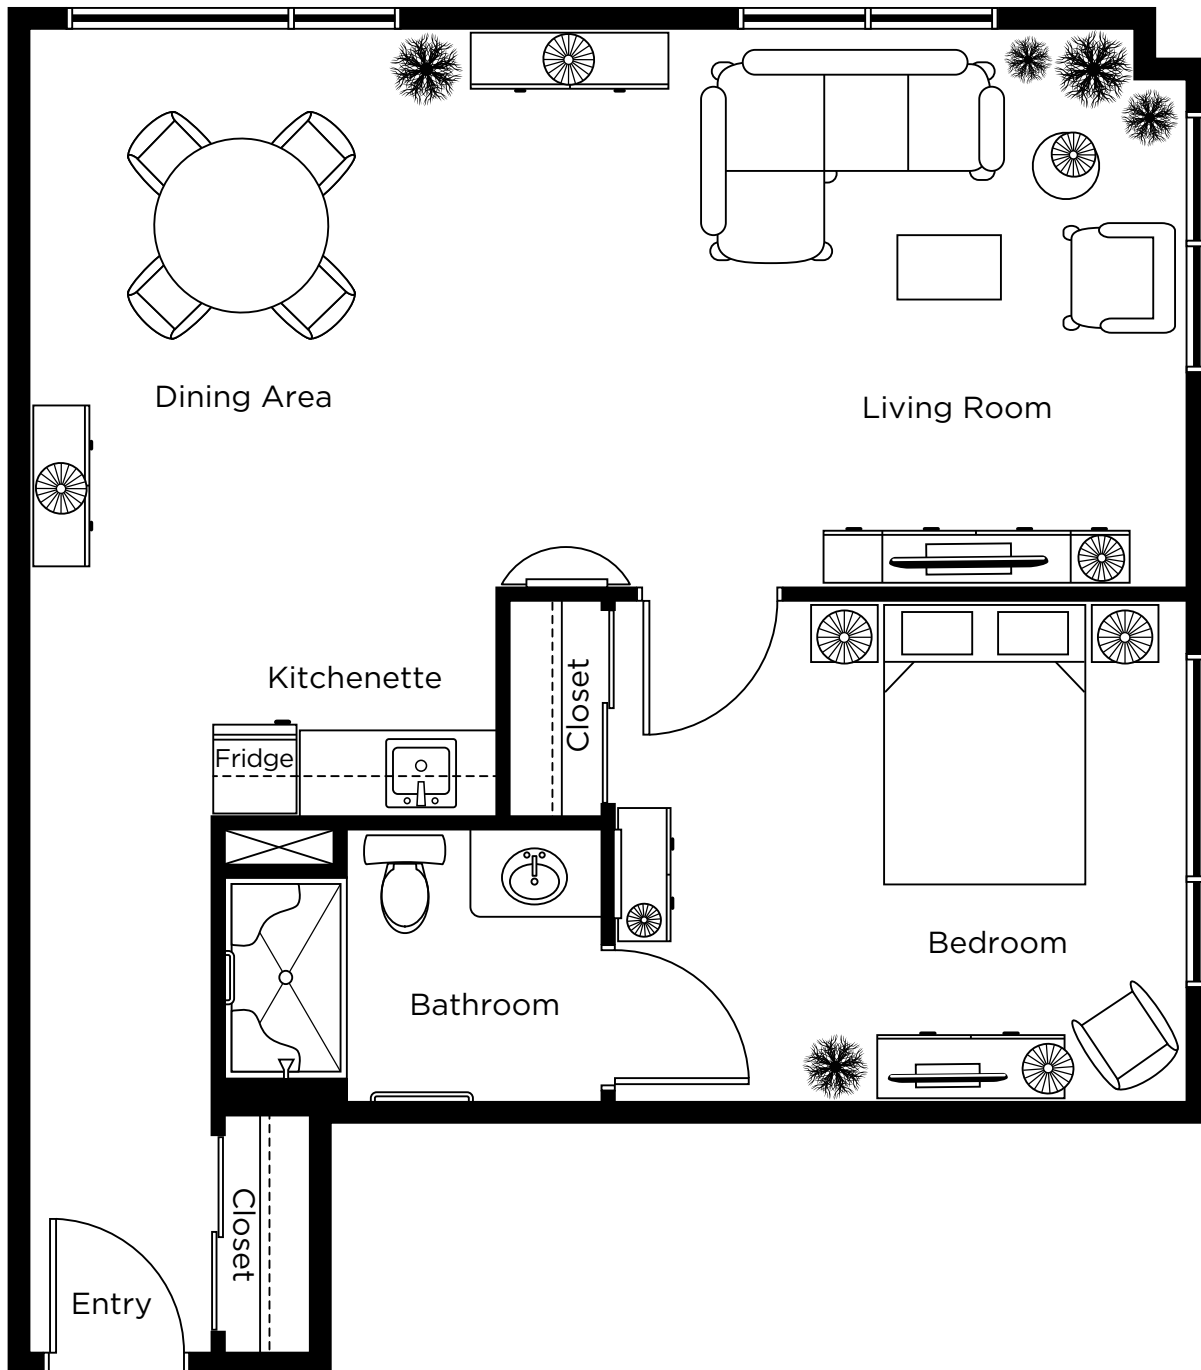 Dining Area
Living Room
Kitchenette
Closet
Fridge
Bedroom
Bathroom
Closet
Entry